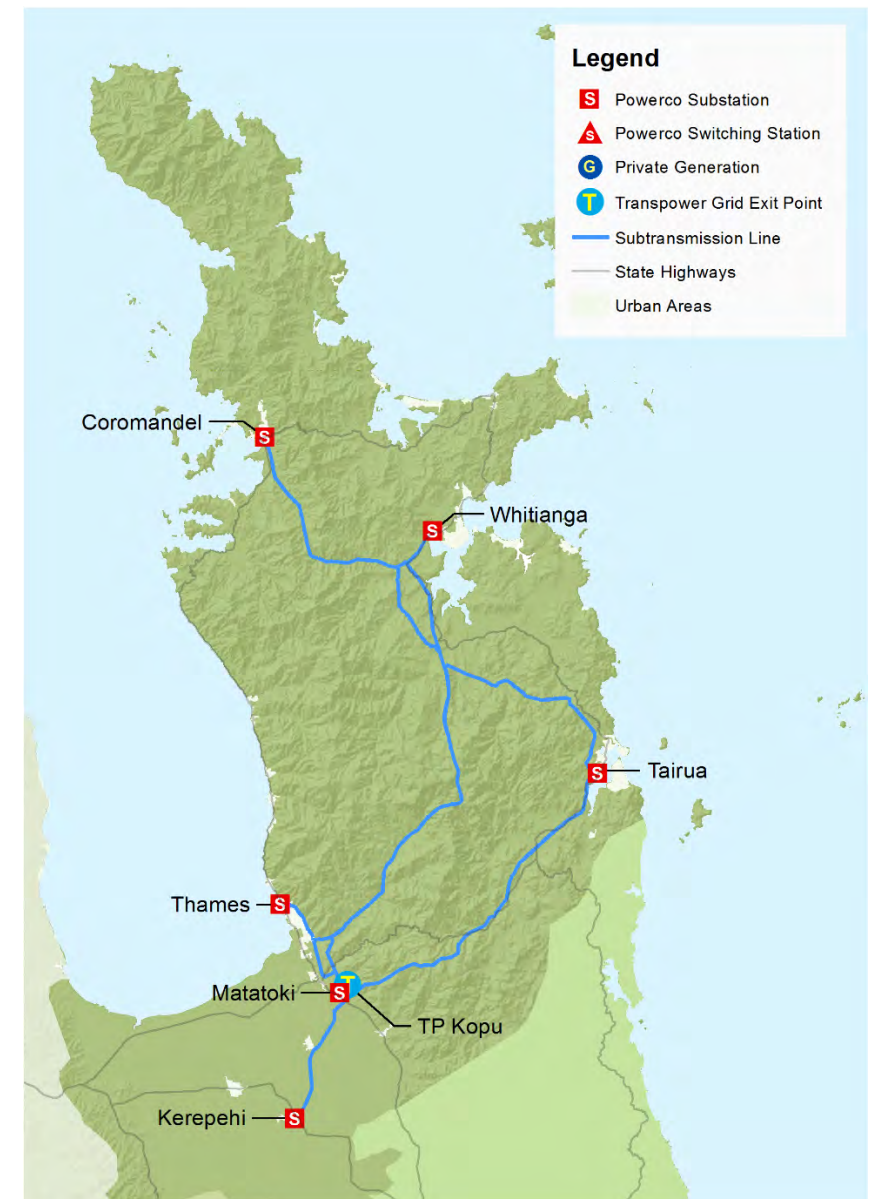 Legend
S Powerco Substation
S Powerco Switching Station
G Private Generation
T Transpower Grid Exit Point
Subtransmission Line
State Highways
Urban Areas
Coromandel
S
Whitianga
S
Tairua
S
Thames
S
T
Matatoki
S
TP Kopu
Kerepehi
S